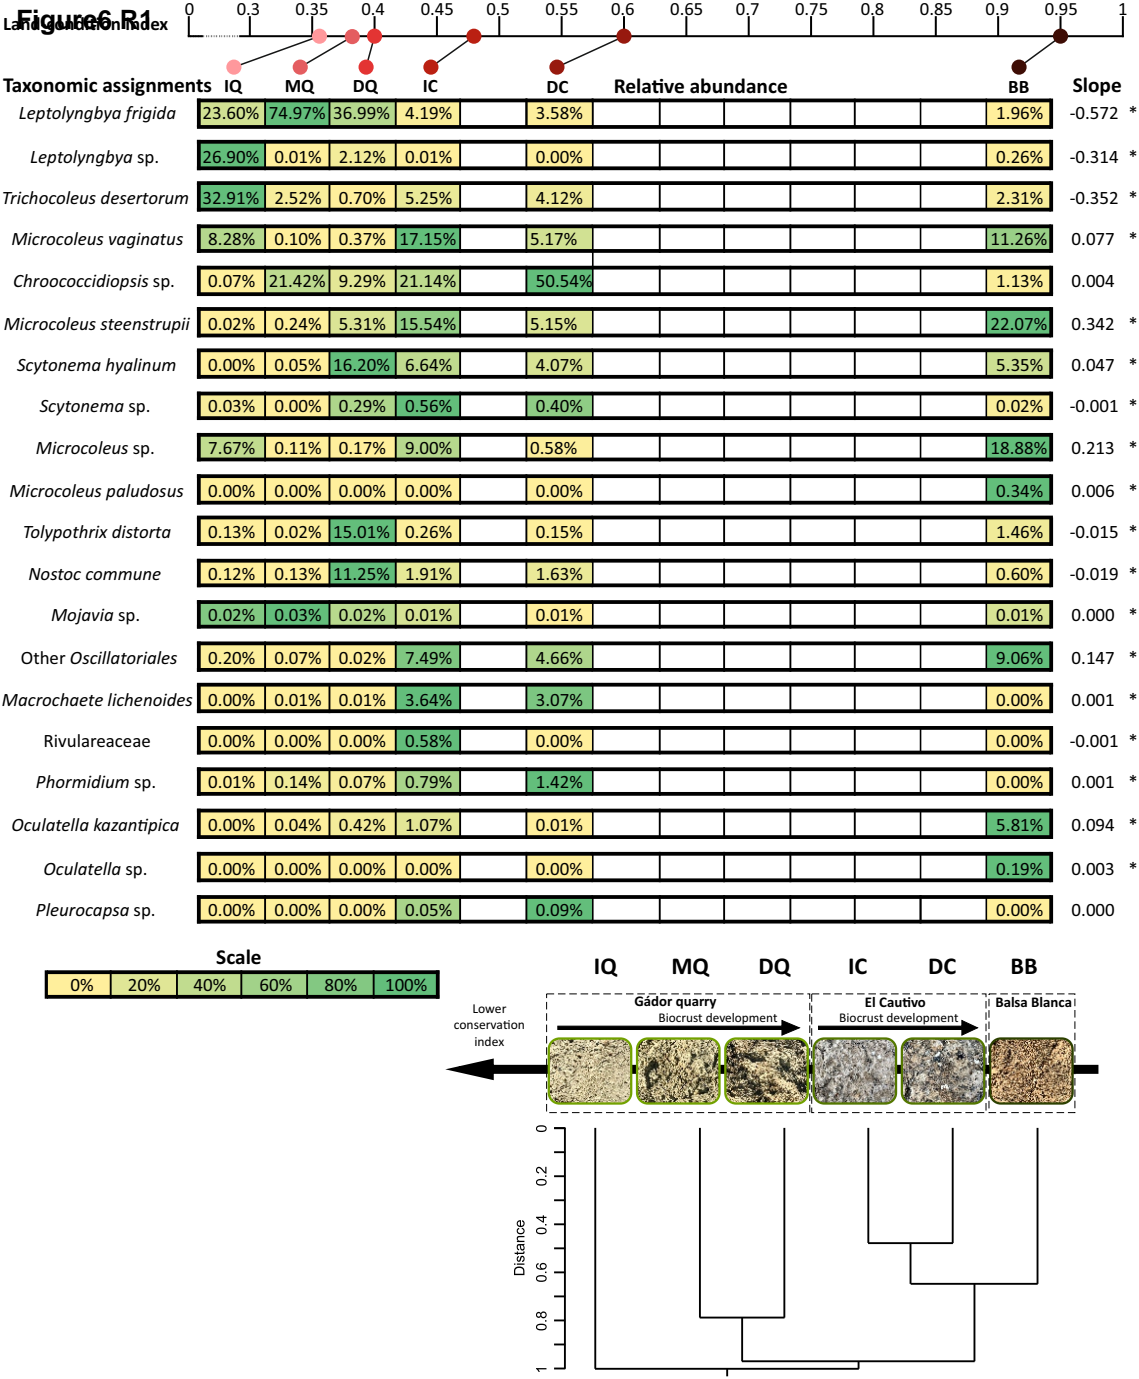 Figure6 R1
Land condition index
0 0.3 0.35 0.4 0.45 0.5 0.55 0.6 0.65 0.7 0.75 0.8 0.85 0.9 0.95 1
Taxonomic assignments IQ MQ DQ IC DC Relative abundance BB Slope
Leptolyngbya frigida 23.60% 74.97% 36.99% 4.19% 3.58% 1.96% -0.572 *
Leptolyngbya sp. 26.90% 0.01% 2.12% 0.01% 0.00% 0.26% -0.314 *
Trichocoleus desertorum 32.91% 2.52% 0.70% 5.25% 4.12% 2.31% -0.352 *
Microcoleus vaginatus 8.28% 0.10% 0.37% 17.15% 5.17% 11.26% 0.077 *
Chroococcidiopsis sp. 0.07% 21.42% 9.29% 21.14% 50.54% 1.13% 0.004
Microcoleus steenstrupii 0.02% 0.24% 5.31% 15.54% 5.15% 22.07% 0.342 *
Scytonema hyalinum 0.00% 0.05% 16.20% 6.64% 4.07% 5.35% 0.047 *
Scytonema sp. 0.03% 0.00% 0.29% 0.56% 0.40% 0.02% -0.001 *
Microcoleus sp. 7.67% 0.11% 0.17% 9.00% 0.58% 18.88% 0.213 *
Microcoleus paludosus 0.00% 0.00% 0.00% 0.00% 0.00% 0.34% 0.006 *
Tolypothrix distorta 0.13% 0.02% 15.01% 0.26% 0.15% 1.46% -0.015 *
Nostoc commune 0.12% 0.13% 11.25% 1.91% 1.63% 0.60% -0.019 *
Mojavia sp. 0.02% 0.03% 0.02% 0.01% 0.01% 0.01% 0.000 *
Other Oscillatoriales 0.20% 0.07% 0.02% 7.49% 4.66% 9.06% 0.147 *
Macrochaete lichenoides 0.00% 0.01% 0.01% 3.64% 3.07% 0.00% 0.001 *
Rivulareaceae 0.00% 0.00% 0.00% 0.58% 0.00% 0.00% -0.001 *
Phormidium sp. 0.01% 0.14% 0.07% 0.79% 1.42% 0.00% 0.001 *
Oculatella kazantipica 0.00% 0.04% 0.42% 1.07% 0.01% 5.81% 0.094 *
Oculatella sp. 0.00% 0.00% 0.00% 0.00% 0.00% 0.19% 0.003 *
Pleurocapsa sp. 0.00% 0.00% 0.00% 0.05% 0.09% 0.00% 0.000
Scale
0% 20% 40% 60% 80% 100%
IQ MQ DQ IC DC BB
Gádor quarry El Cautivo Balsa Blanca
Biocrust development Biocrust development
Lower
conservation
index
Distance
0
0.2
0.4
0.6
0.8
1